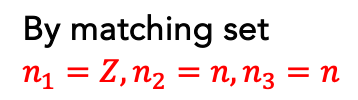 By matching set
n₁ = Z, n₂ = n, n₃ = n